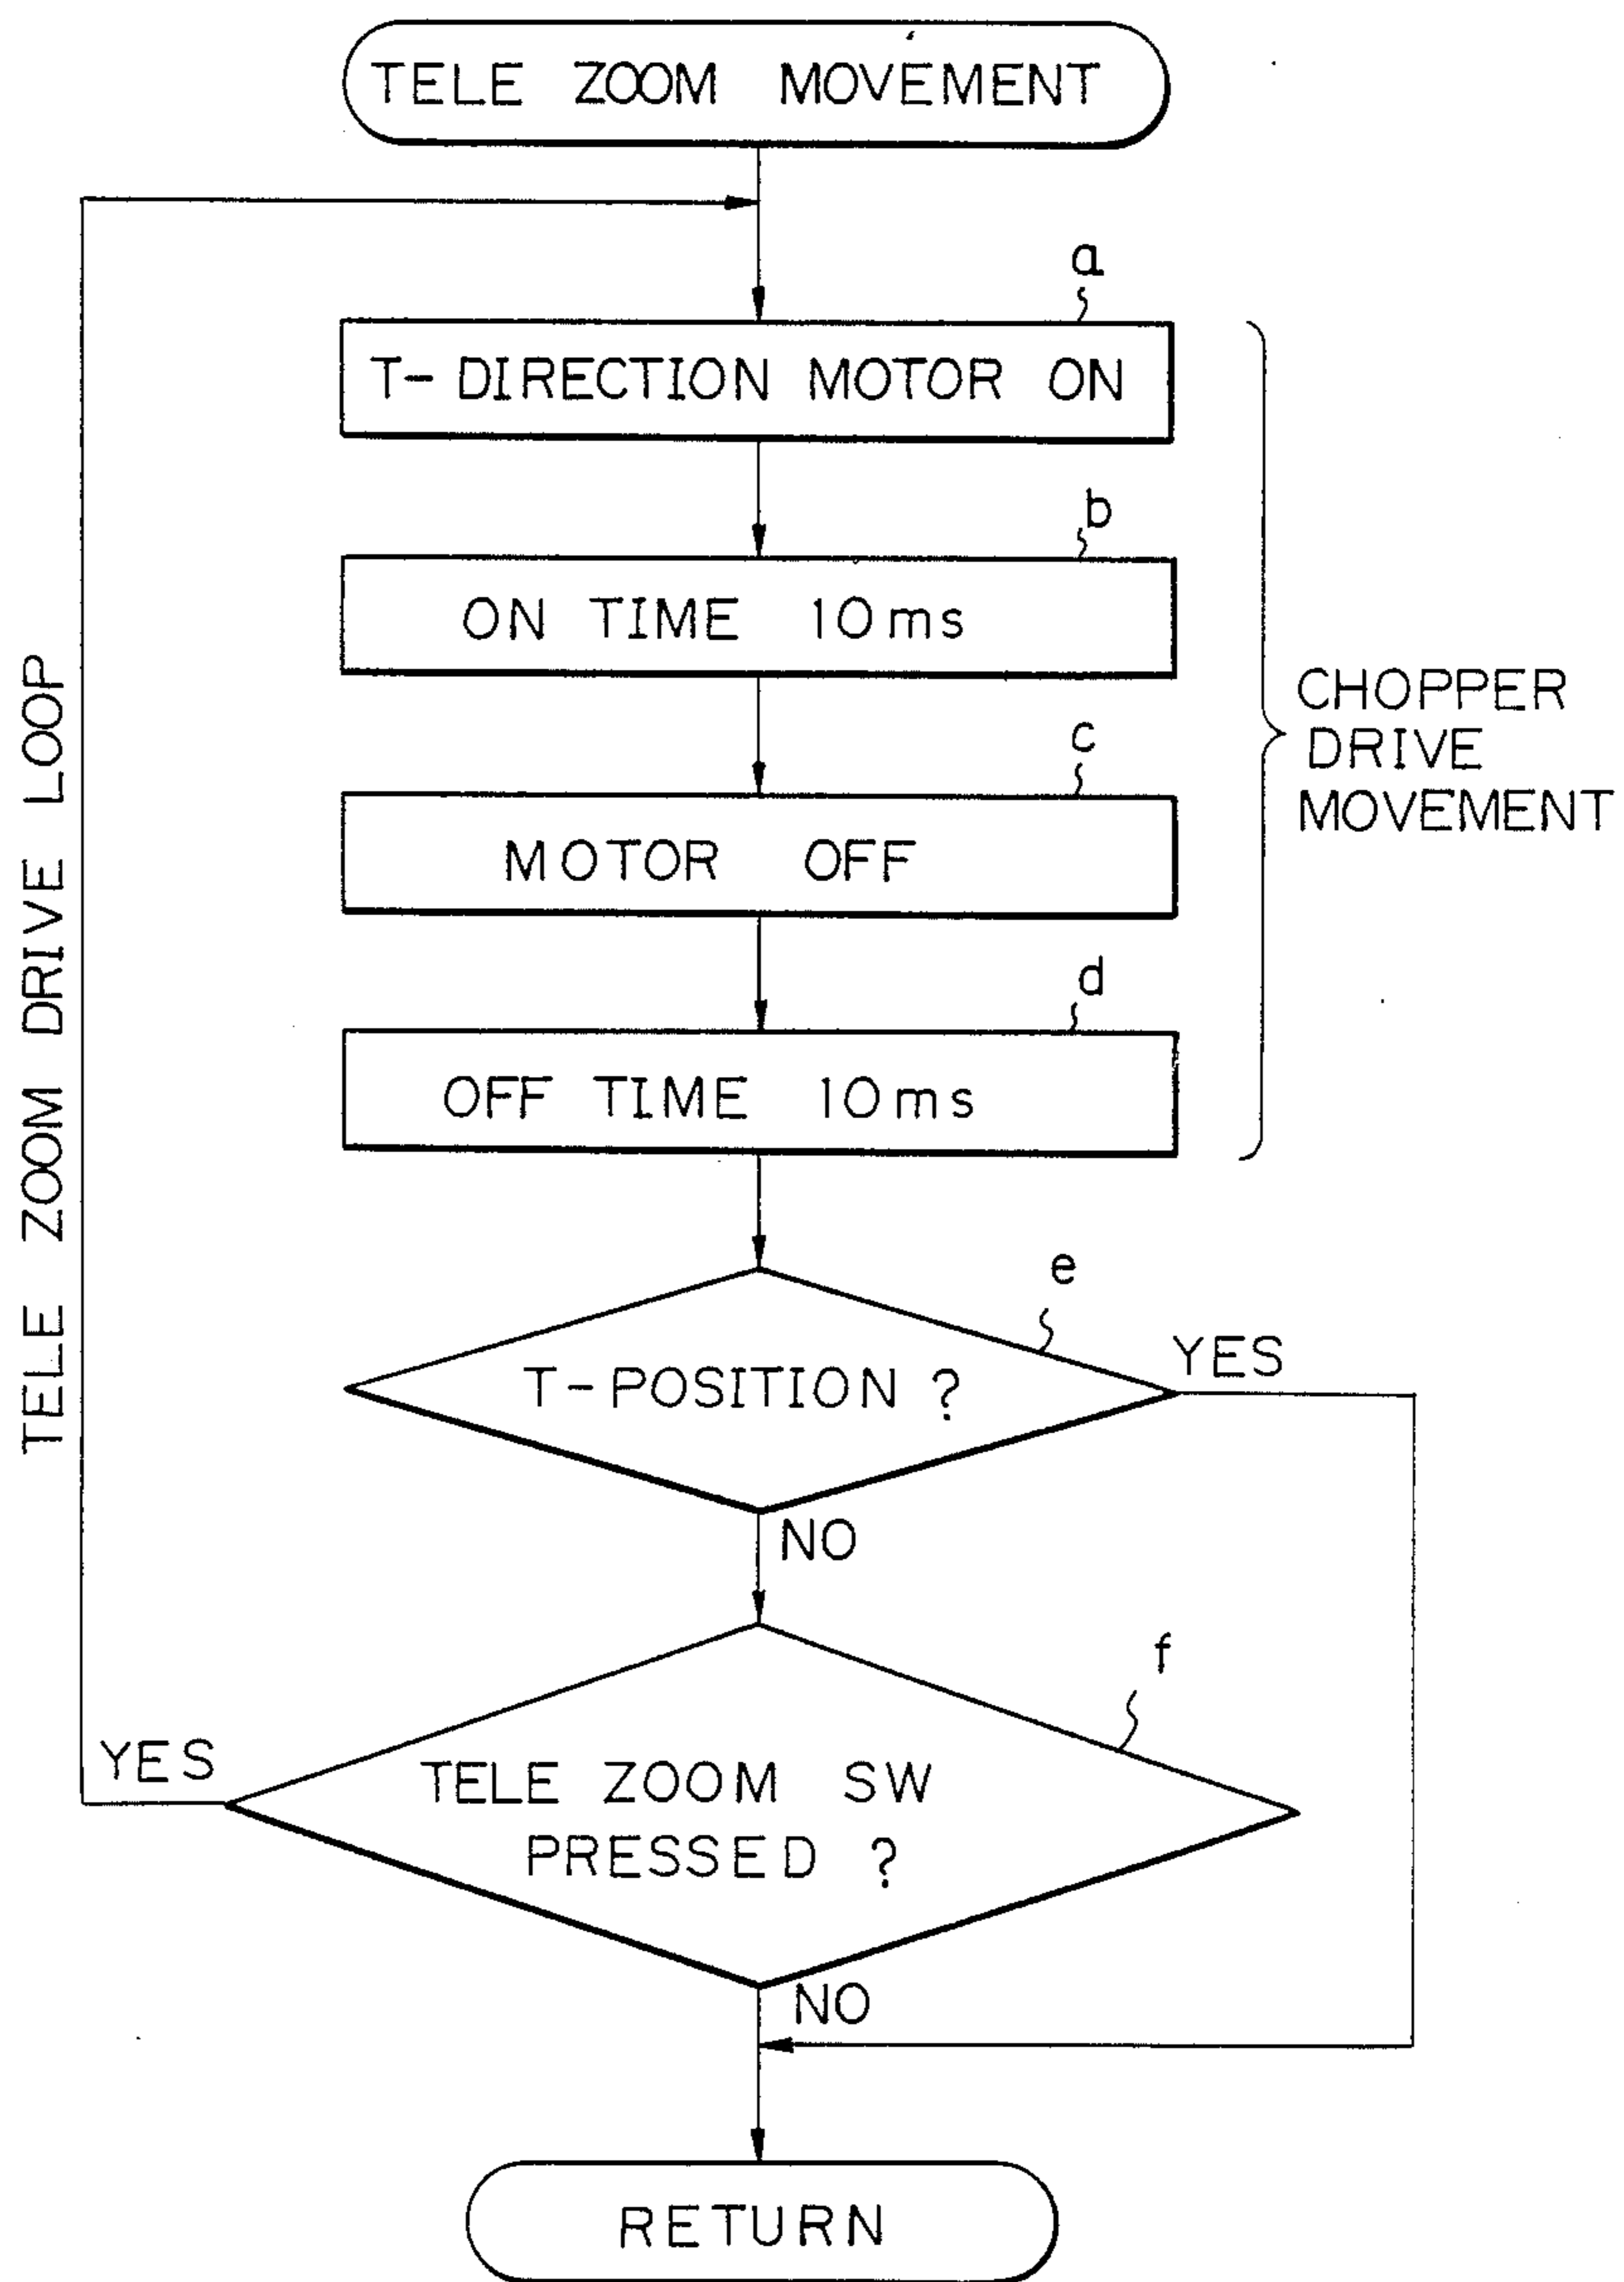 TELE ZOOM MOVEMENT
a
T-DIRECTION MOTOR ON
b
ON TIME 10ms
c
MOTOR OFF
d
OFF TIME 10ms
CHOPPER
DRIVE
MOVEMENT
TELE ZOOM DRIVE LOOP
e
T-POSITION ?
YES
NO
f
TELE ZOOM SW
PRESSED ?
YES
NO
RETURN